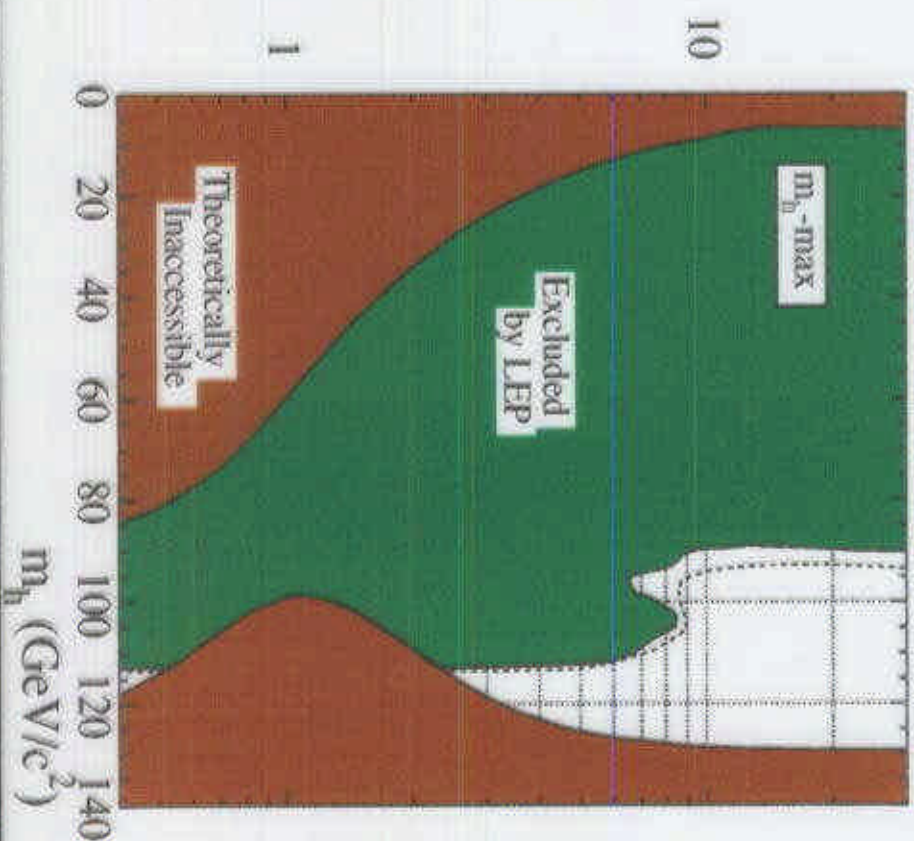 10
1
m_h-max
Excluded
by LEP
Theoretically
Inaccessible
0 20 40 60 80 100 120 140
m_h (GeV/c²)